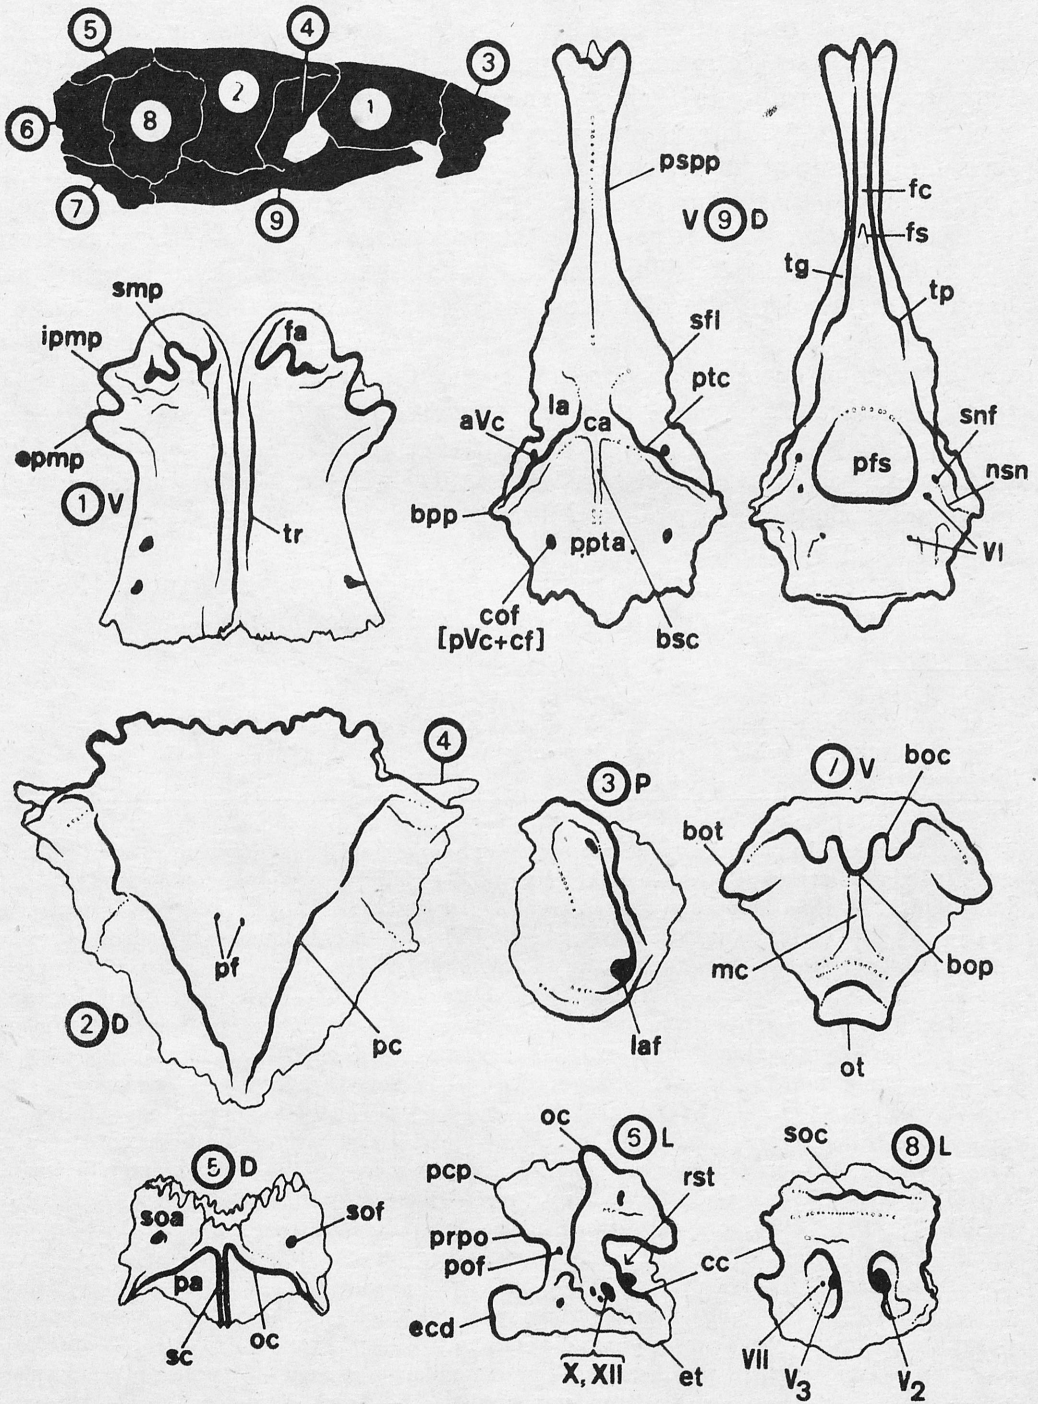 5
4
3
2
1
8
6
7
9
pspp
V 9 D
fc
fs
tg
tp
smp
ipmp
fa
sfl
ptc
la
ca
aVc
snf
pfs
nsn
epmp
1 V
bpp
tr
ppta
VI
cof
[pVc+cf]
bsc
4
3 P
7 V
boc
bot
pf
mc
bop
2 D
pc
laf
ot
oc
6 L
soc
8 L
5 D
pcp
rst
soa
sof
prpo
pof
cc
pa
ecd
sc
oc
X, XII
et
VII
V3
V2